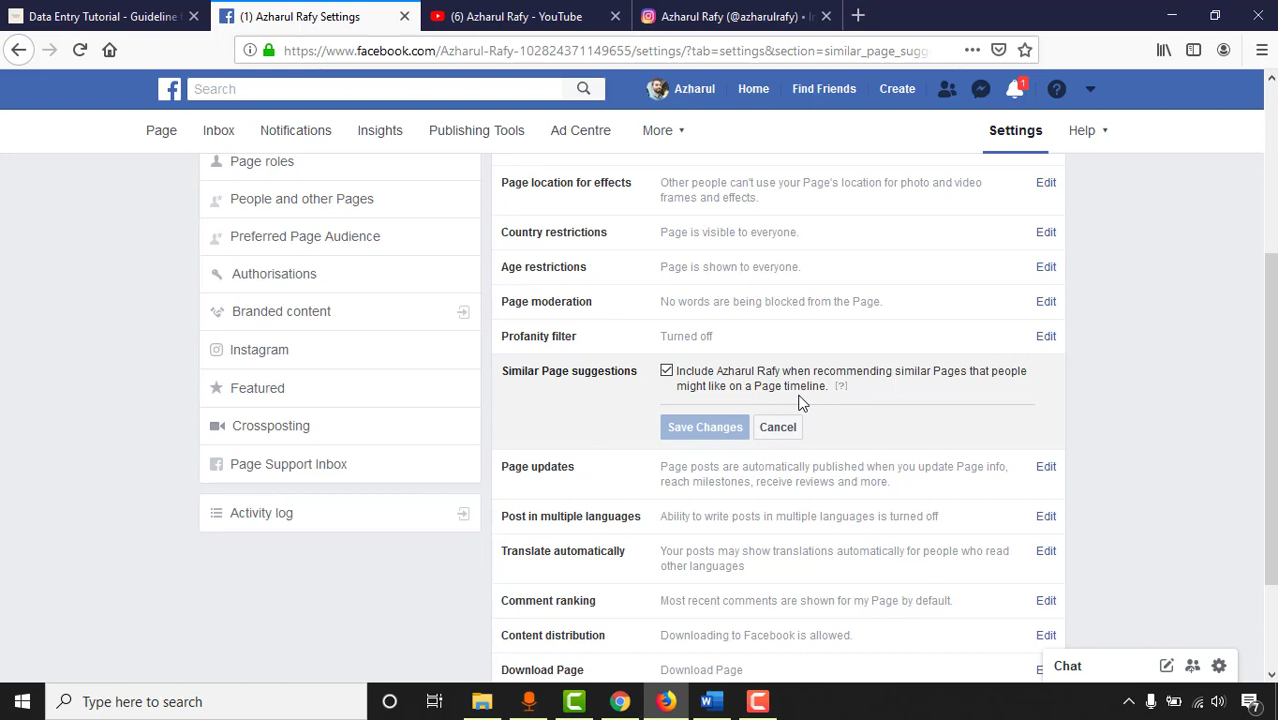 Data Entry Tutorial - Guideline
(1) Azharul Rafy Settings
(6) Azharul Rafy - YouTube
Azharul Rafy (@azharulrafy) • I
https://www.facebook.com/Azharul-Rafy-102824371149655/settings/?tab=settings&section=similar_page_sugg
Search
Azharul
Home
Find Friends
Create
1
Page
Inbox
Notifications
Insights
Publishing Tools
Ad Centre
More
Settings
Help
Page roles
People and other Pages
Preferred Page Audience
Authorisations
Branded content
Instagram
Featured
Crossposting
Page Support Inbox
Activity log
Page location for effects
Other people can't use your Page's location for photo and video
frames and effects.
Edit
Country restrictions
Page is visible to everyone.
Edit
Age restrictions
Page is shown to everyone.
Edit
Page moderation
No words are being blocked from the Page.
Edit
Profanity filter
Turned off
Edit
Similar Page suggestions
Include Azharul Rafy when recommending similar Pages that people
might like on a Page timeline. [?]
Save Changes
Cancel
Page updates
Page posts are automatically published when you update Page info,
reach milestones, receive reviews and more.
Edit
Post in multiple languages
Ability to write posts in multiple languages is turned off
Edit
Translate automatically
Your posts may show translations automatically for people who read
other languages
Edit
Comment ranking
Most recent comments are shown for my Page by default.
Edit
Content distribution
Downloading to Facebook is allowed.
Edit
Download Page
Download Page
Chat
Type here to search
7